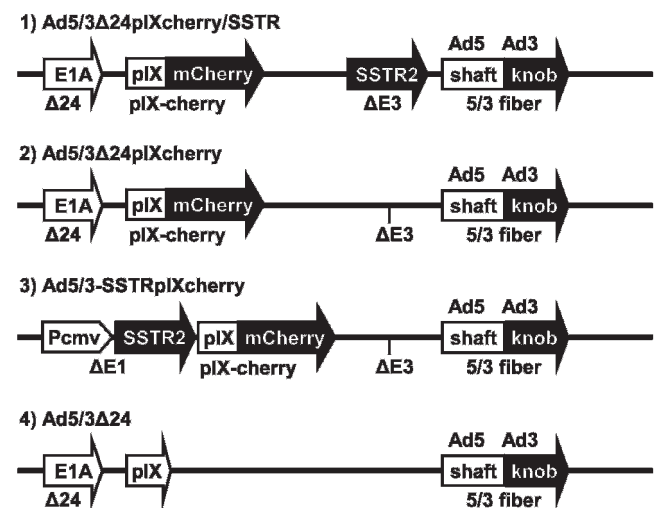 1) Ad5/3Δ24pIXcherry/SSTR
Ad5 Ad3
E1A pIX mCherry SSTR2 shaft knob
Δ24 pIX-cherry ΔE3 5/3 fiber
2) Ad5/3Δ24pIXcherry
Ad5 Ad3
E1A pIX mCherry shaft knob
Δ24 pIX-cherry ΔE3 5/3 fiber
3) Ad5/3-SSTRpIXcherry
Ad5 Ad3
Pcmv SSTR2 pIX mCherry shaft knob
ΔE1 pIX-cherry ΔE3 5/3 fiber
4) Ad5/3Δ24
Ad5 Ad3
E1A pIX shaft knob
Δ24 5/3 fiber